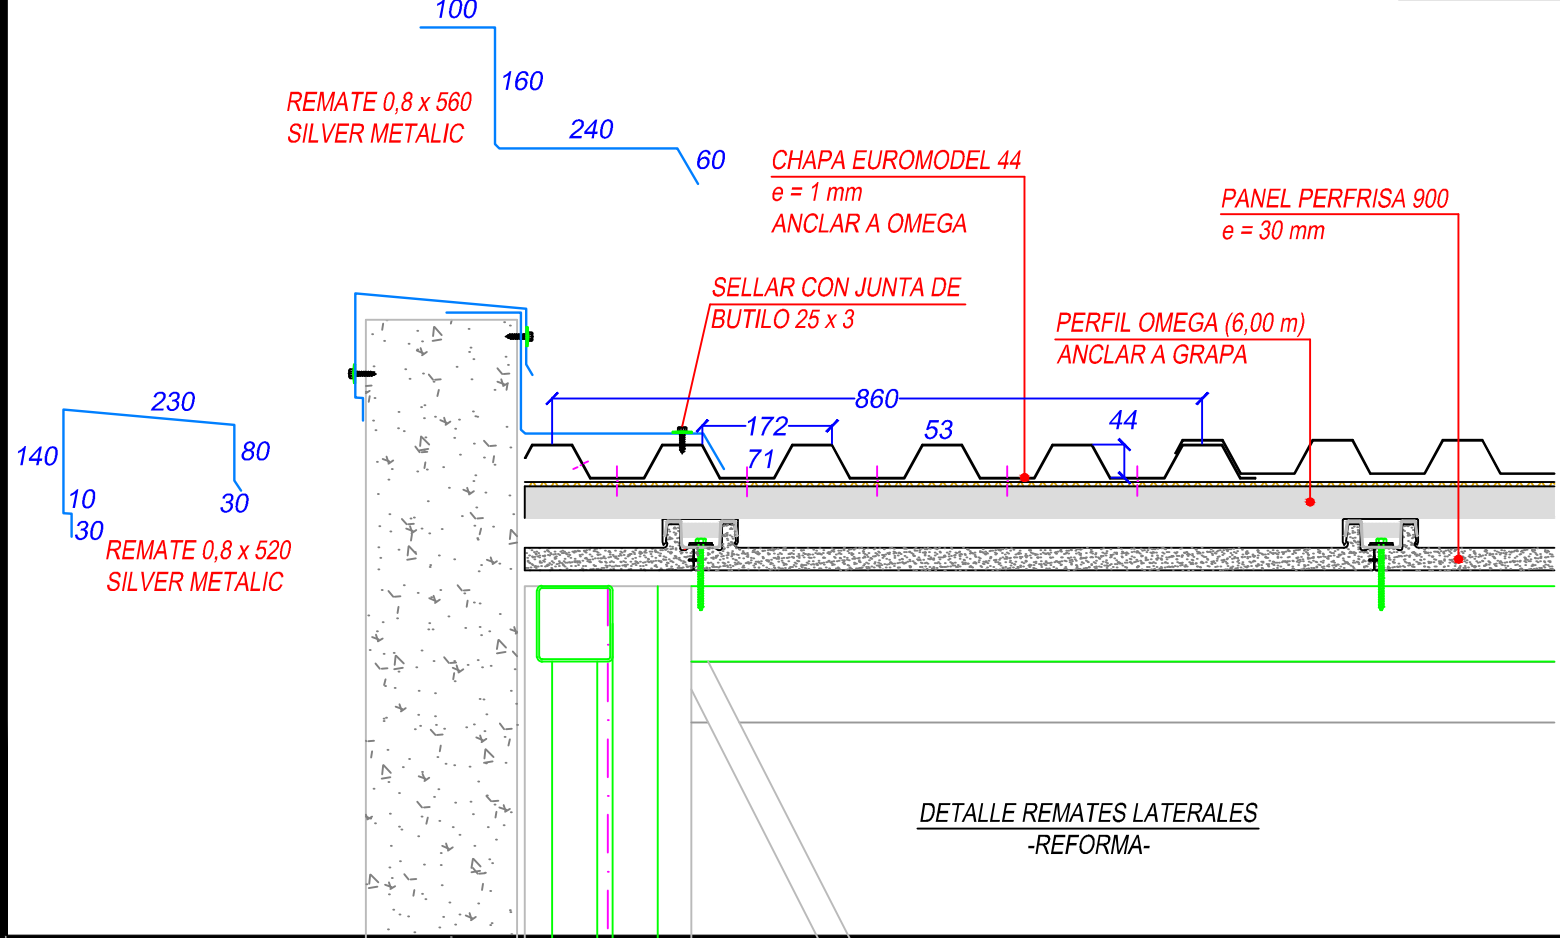 100
160
REMATE 0,8 x 560
SILVER METALIC
240
60
CHAPA EUROMODEL 44
e = 1 mm
ANCLAR A OMEGA
PANEL PERFRISA 900
e = 30 mm
SELLAR CON JUNTA DE
BUTILO 25 x 3
PERFIL OMEGA (6,00 m)
ANCLAR A GRAPA
860
172
53
44
71
230
140
80
10
30
30
REMATE 0,8 x 520
SILVER METALIC
DETALLE REMATES LATERALES
-REFORMA-